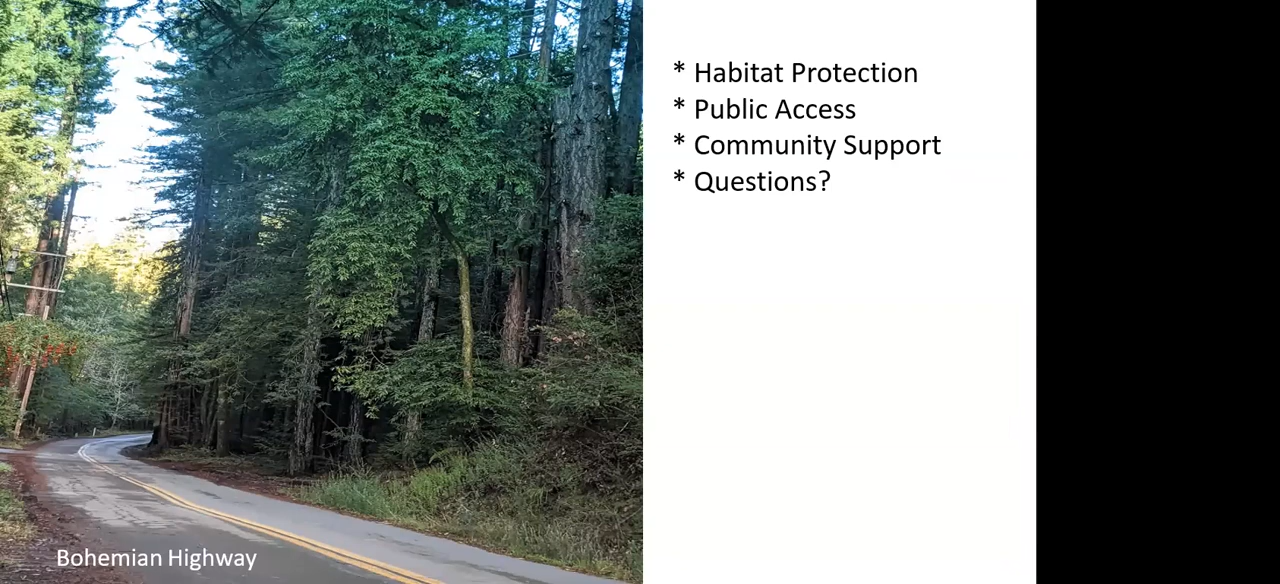 * Habitat Protection
* Public Access
* Community Support
* Questions?
Bohemian Highway